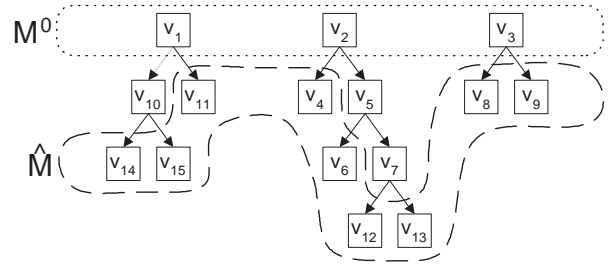 M⁰ v₁ v₂ v₃
v₁₀ v₁₁ v₄ v₅ v₈ v₉
M̂ v₁₄ v₁₅ v₆ v₇
v₁₂ v₁₃